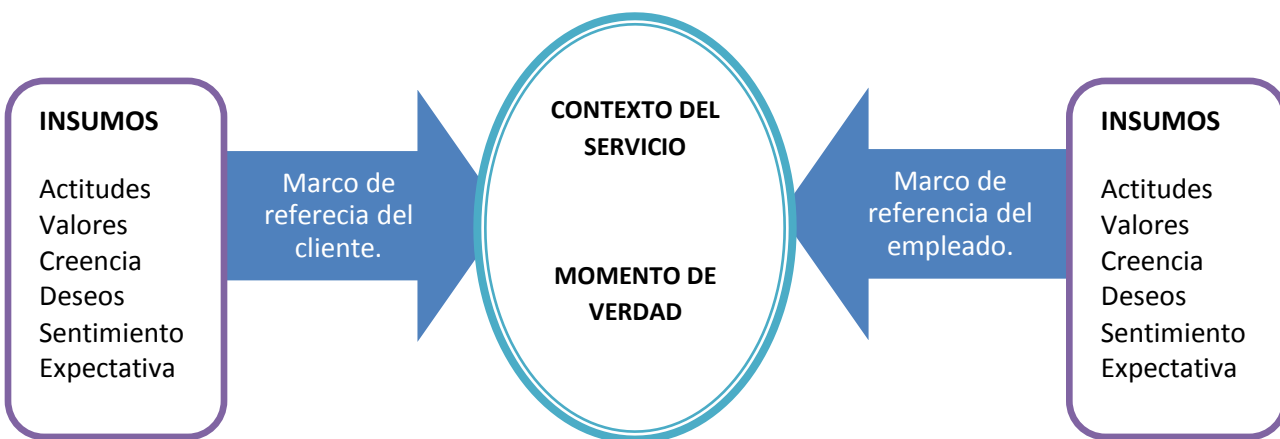 INSUMOS
Actitudes
Valores
Creencia
Deseos
Sentimiento
Expectativa
Marco de
referecia del
cliente.
CONTEXTO DEL
SERVICIO
MOMENTO DE
VERDAD
Marco de
referencia del
empleado.
INSUMOS
Actitudes
Valores
Creencia
Deseos
Sentimiento
Expectativa